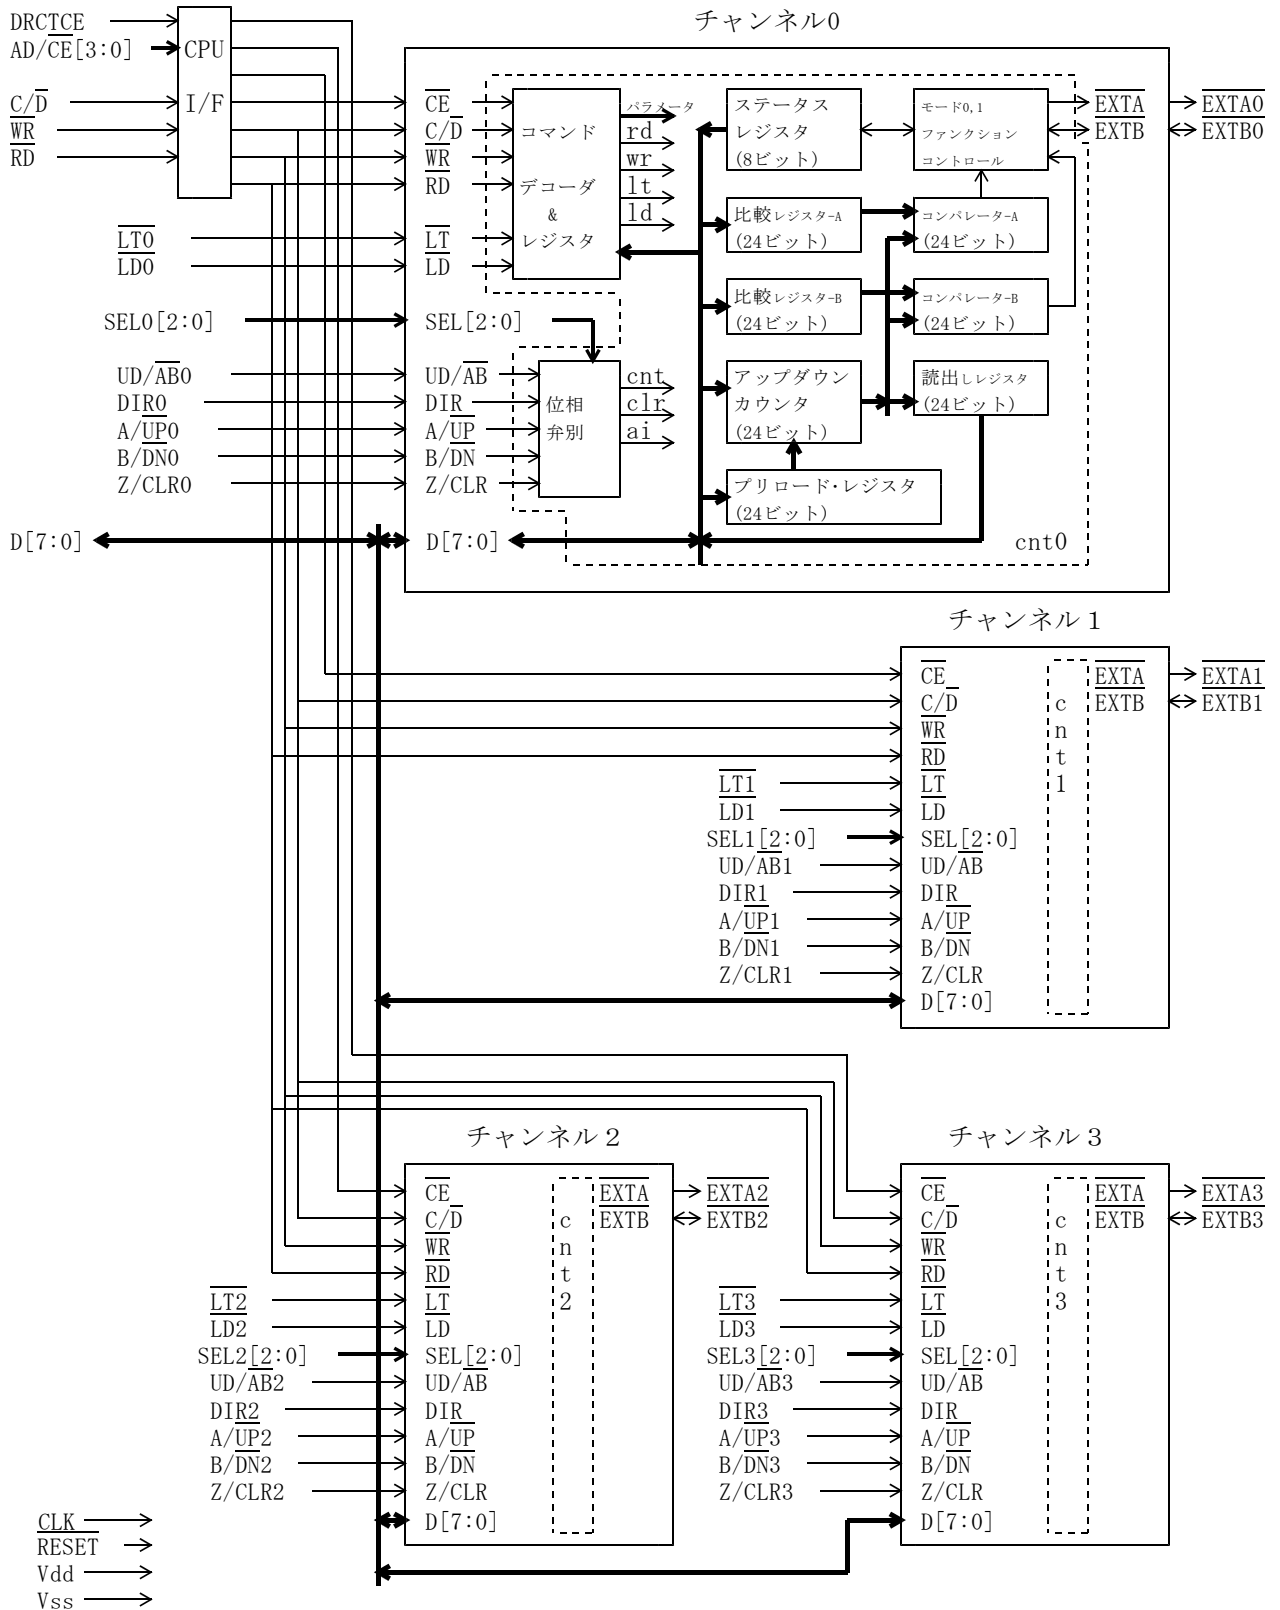 チャンネル0
DRCTCE
AD/CE[3:0]
C/D
WR
RD
CPU
I/F
LT0
LD0
SEL0[2:0]
UD/AB0
DIR0
A/UP0
B/DN0
Z/CLR0
D[7:0]
CE
C/D
WR
RD
LT
LD
SEL[2:0]
UD/AB
DIR
A/UP
B/DN
Z/CLR
D[7:0]
コマンド
デコーダ
&
レジスタ
パラメータ
rd
wr
lt
ld
位相
弁別
cnt
clr
ai
ステータス
レジスタ
(8ビット)
比較レジスター-A
(24ビット)
比較レジスター-B
(24ビット)
アップダウン
カウンタ
(24ビット)
プリロード・レジスタ
(24ビット)
モード0,1
ファンクション
コントロール
コンパレーター-A
(24ビット)
コンパレーター-B
(24ビット)
読出しレジスタ
(24ビット)
cnt0
EXTA
EXTB
EXTA0
EXTB0
チャンネル1
LT1
LD1
SEL1[2:0]
UD/AB1
DIR1
A/UP1
B/DN1
Z/CLR1
CE
C/D
WR
RD
LT
LD
SEL[2:0]
UD/AB
DIR
A/UP
B/DN
Z/CLR
D[7:0]
c
n
t
1
EXTA
EXTB
EXTA1
EXTB1
チャンネル2
LT2
LD2
SEL2[2:0]
UD/AB2
DIR2
A/UP2
B/DN2
Z/CLR2
CE
C/D
WR
RD
LT
LD
SEL[2:0]
UD/AB
DIR
A/UP
B/DN
Z/CLR
D[7:0]
c
n
t
2
EXTA
EXTB
EXTA2
EXTB2
チャンネル3
LT3
LD3
SEL3[2:0]
UD/AB3
DIR3
A/UP3
B/DN3
Z/CLR3
CE
C/D
WR
RD
LT
LD
SEL[2:0]
UD/AB
DIR
A/UP
B/DN
Z/CLR
D[7:0]
c
n
t
3
EXTA
EXTB
EXTA3
EXTB3
CLK
RESET
Vdd
Vss